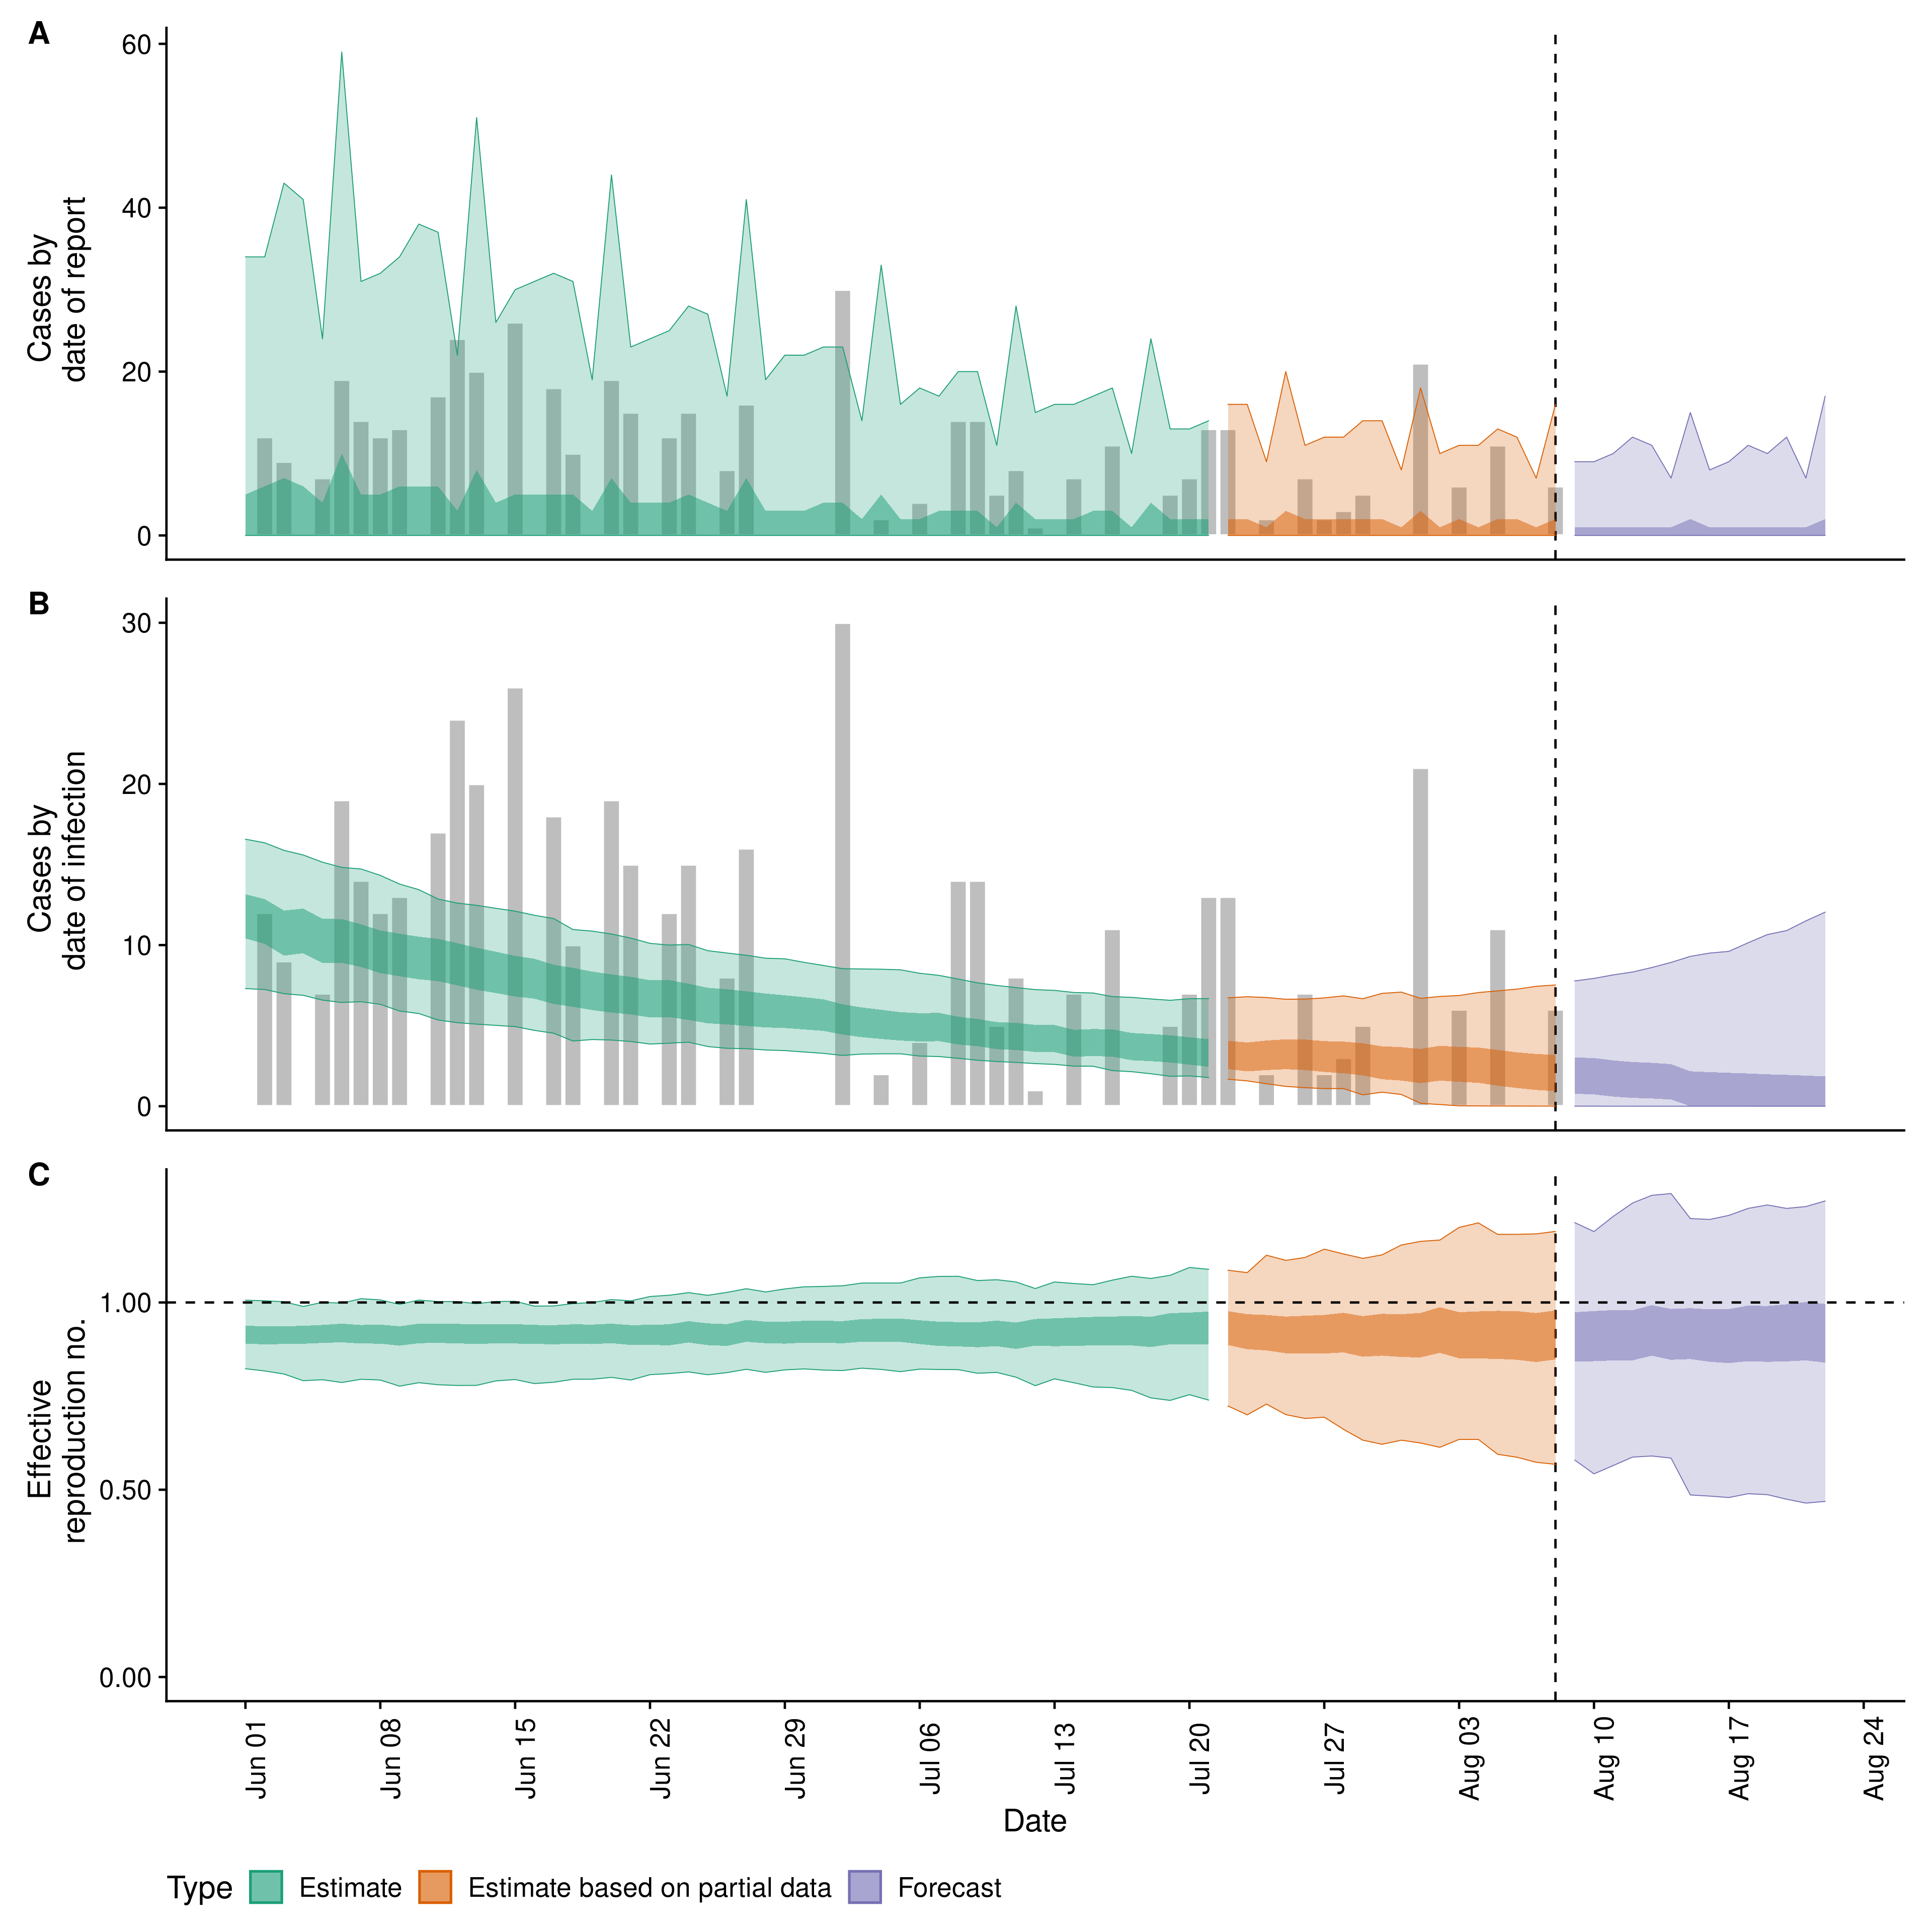 A
60
40
20
0
Cases by
date of report
B
30
20
10
0
Cases by
date of infection
C
1.00
0.50
0.00
Effective
reproduction no.
Jun 01
Jun 08
Jun 15
Jun 22
Jun 29
Jul 06
Jul 13
Jul 20
Jul 27
Aug 03
Aug 10
Aug 17
Aug 24
Date
Type Estimate Estimate based on partial data Forecast